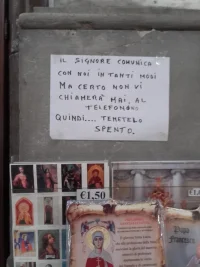 IL SIGNORE COMUNICA
CON NOI IN TANTI MODI
MA CERTO NON VI
CHIAMERÀ MAI, AL
TELEFONO
QUINDI.... TENETELO
SPENTO.
€1,50